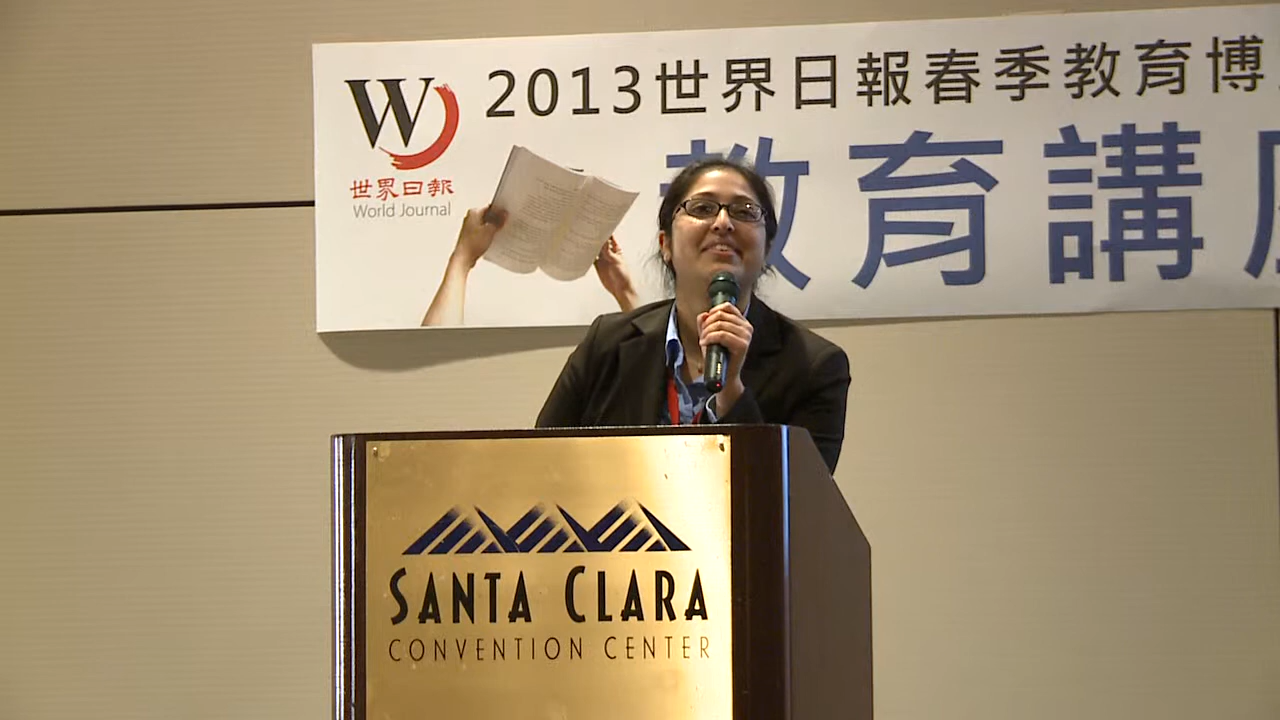 2013世界日報春季教育博
教育講
世界日報
World Journal
SANTA CLARA
CONVENTION CENTER